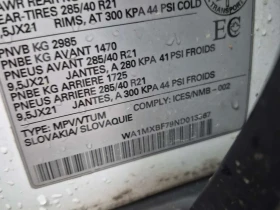 REAR-TIRES 285/40 R21
9,5JX21 RIMS, AT 300 KPA 44 PSI COLD
PNVB KG 2985
PNBE KG AVANT 1470
PNEUS AVANT 285/40 R21
9,5JX21 JANTES, A 280 KPA 41 PSI FROIDS
PNBE KG ARRIERE 1725
PNEUS ARRIERE 285/40 R21
9,5JX21 JANTES, A 300 KPA 44 PSI FROIDS
EC
TYPE: MPV/VTUM COMPLY: ICES/NMB-002
SLOVAKIA/SLOVAQUIE